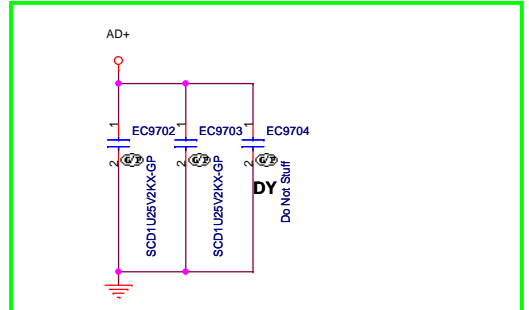 AD+
1
EC9702
1
EC9703
1
EC9704
2
G/P
2
G/P
2
G/P
SCD1U25V2KX-GP
SCD1U25V2KX-GP
DY
Do Not Stuff